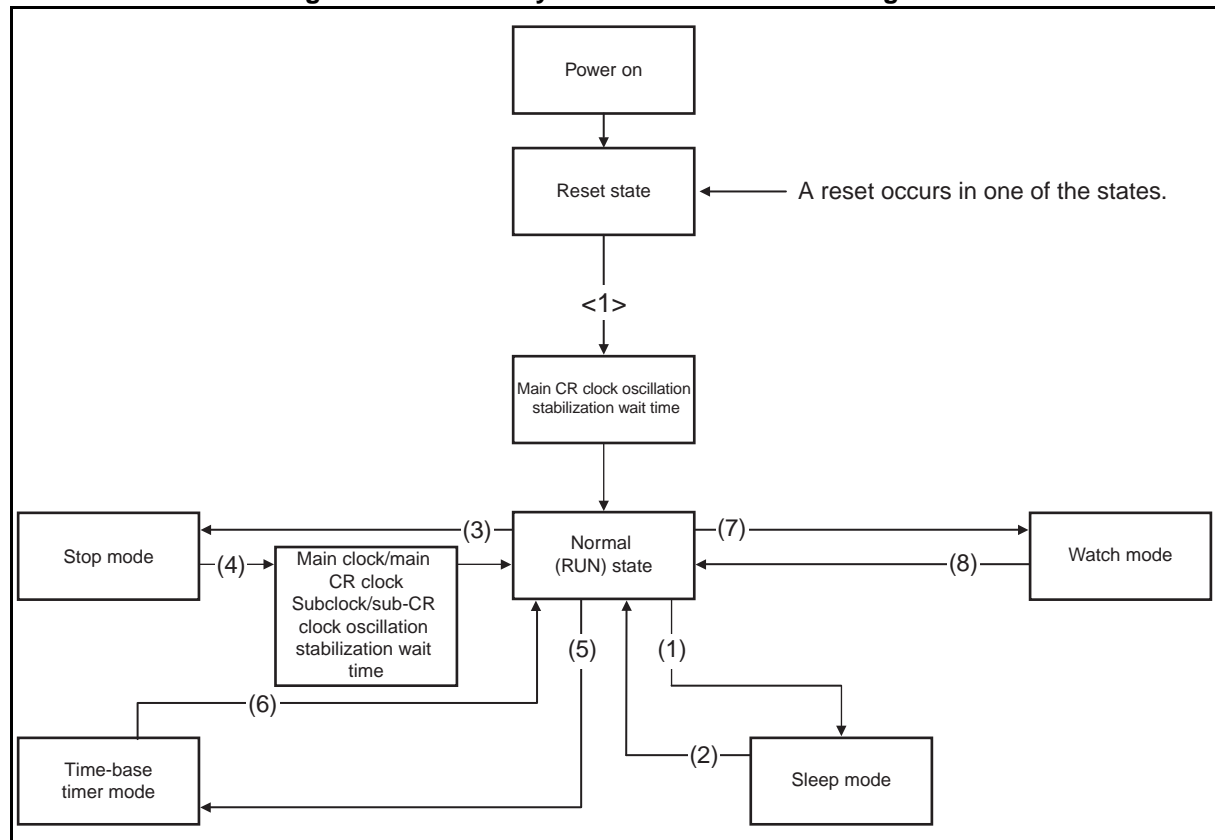 Power on
Reset state
A reset occurs in one of the states.
<1>
Main CR clock oscillation
stabilization wait time
Stop mode
(3)
(4)
Main clock/main
CR clock
Subclock/sub-CR
clock oscillation
stabilization wait
time
Normal
(RUN) state
(7)
(8)
Watch mode
(5)
(1)
(6)
(2)
Time-base
timer mode
Sleep mode